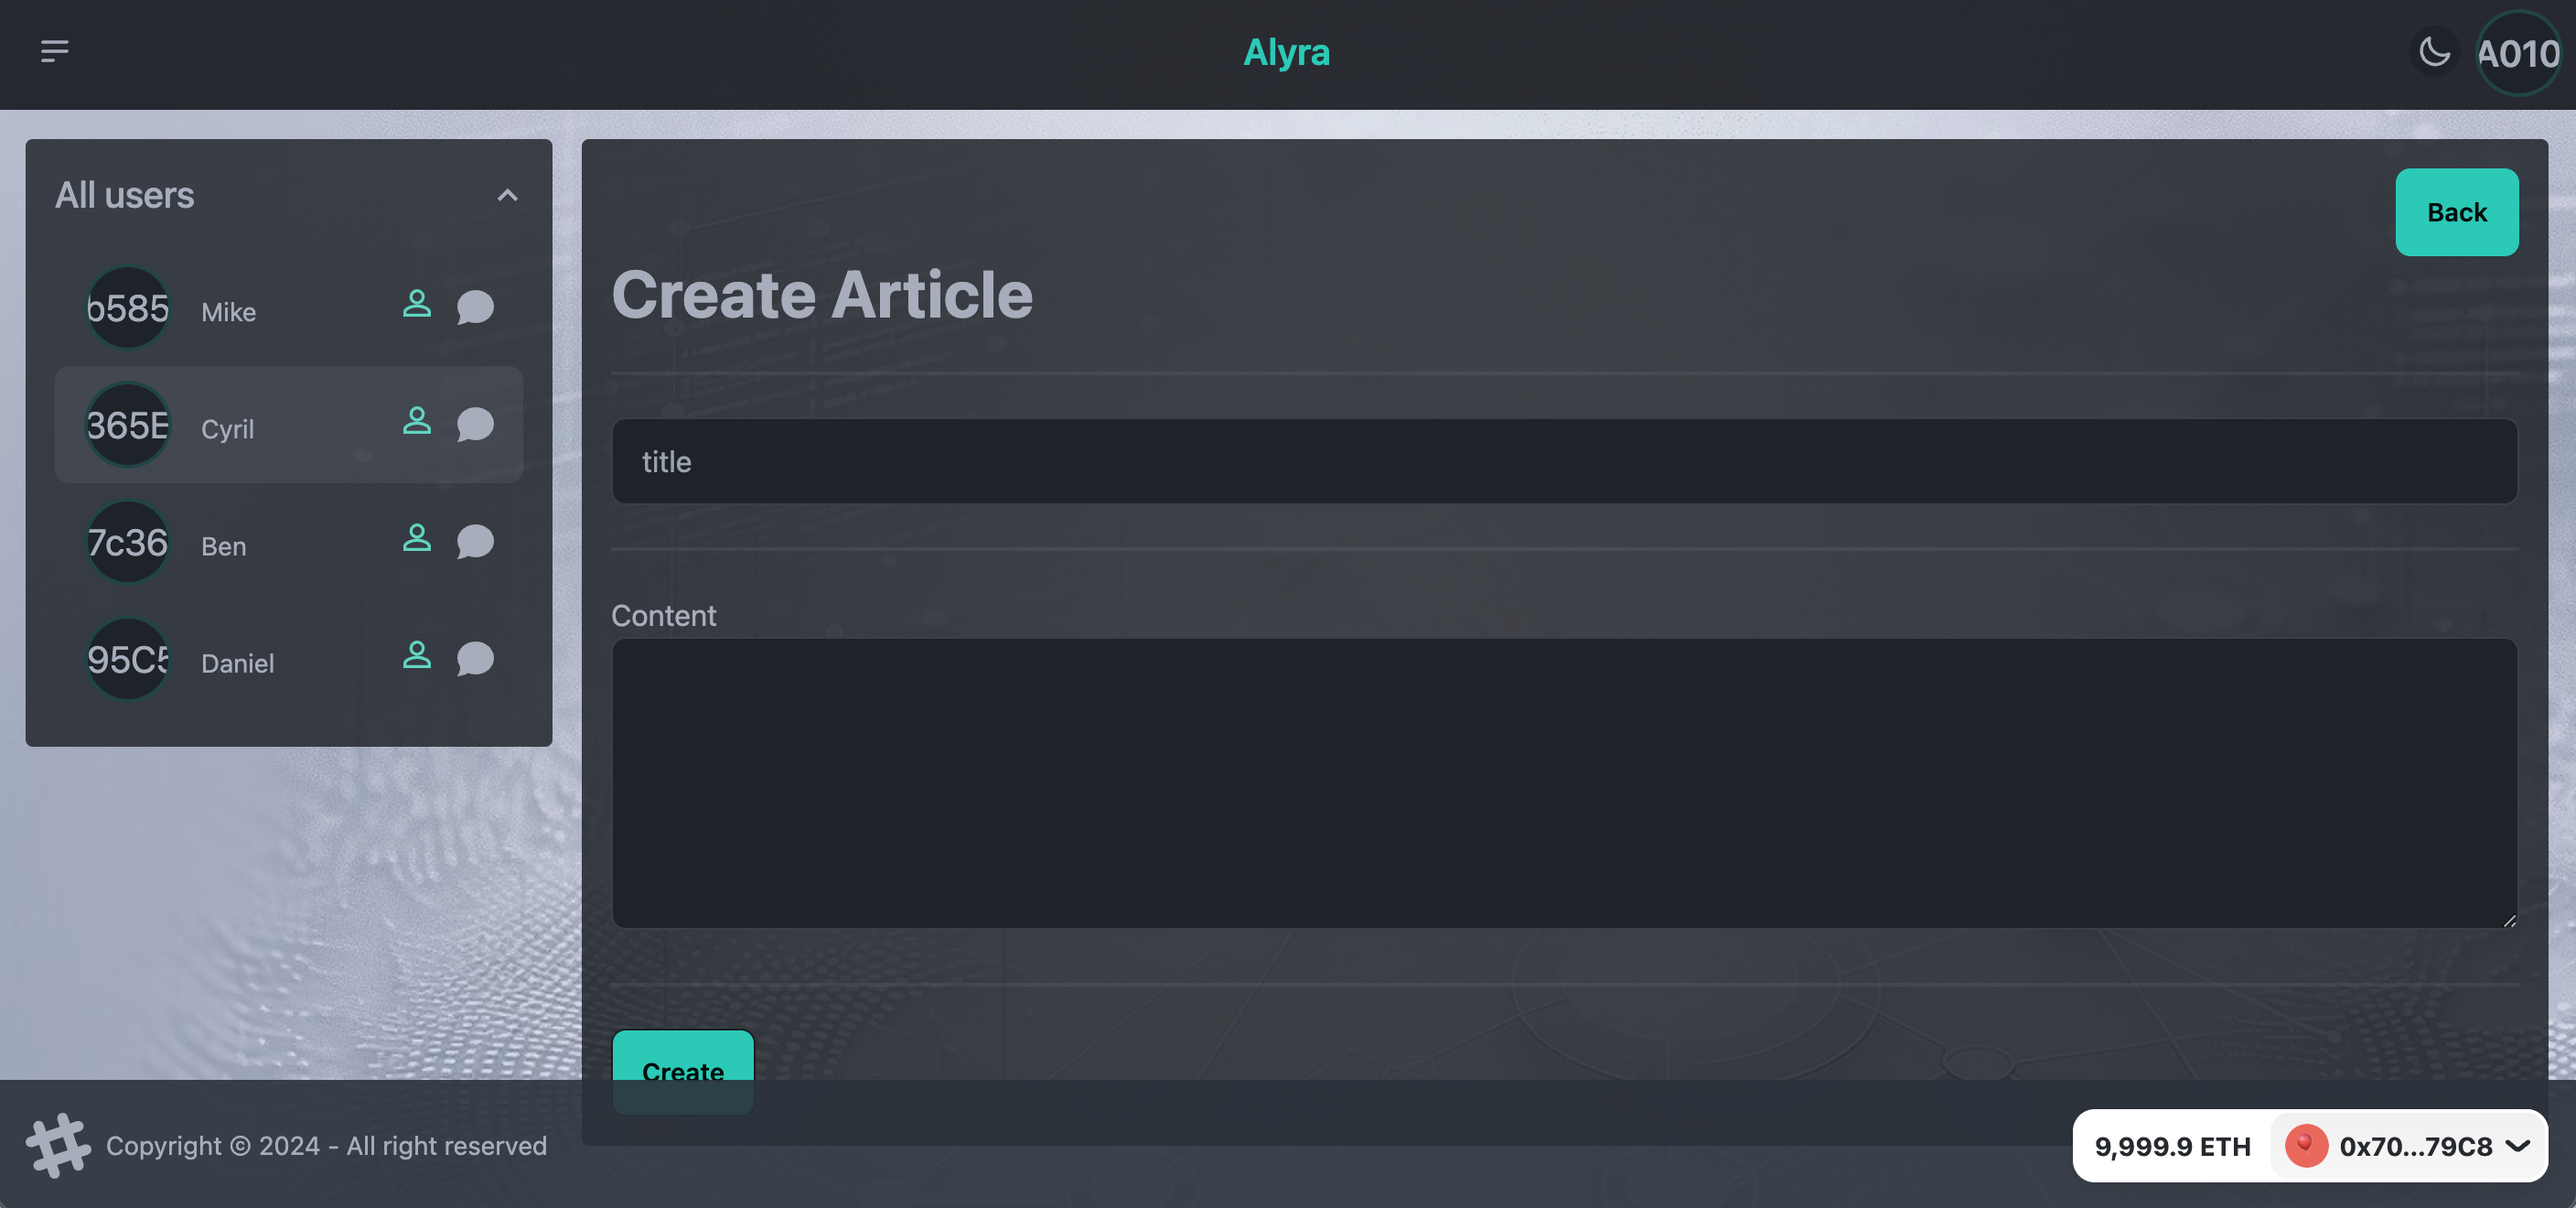 Alyra
A010
All users
b585 Mike
365E Cyril
7c36 Ben
95C5 Daniel
Back
Create Article
title
Content
Create
Copyright © 2024 - All right reserved
9,999.9 ETH 0x70...79C8